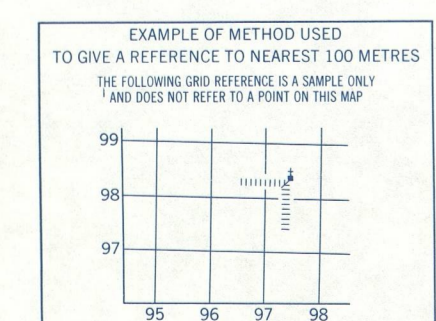 EXAMPLE OF METHOD USED
TO GIVE A REFERENCE TO NEAREST 100 METRES
THE FOLLOWING GRID REFERENCE IS A SAMPLE ONLY
AND DOES NOT REFER TO A POINT ON THIS MAP
99
98
97
95 96 97 98